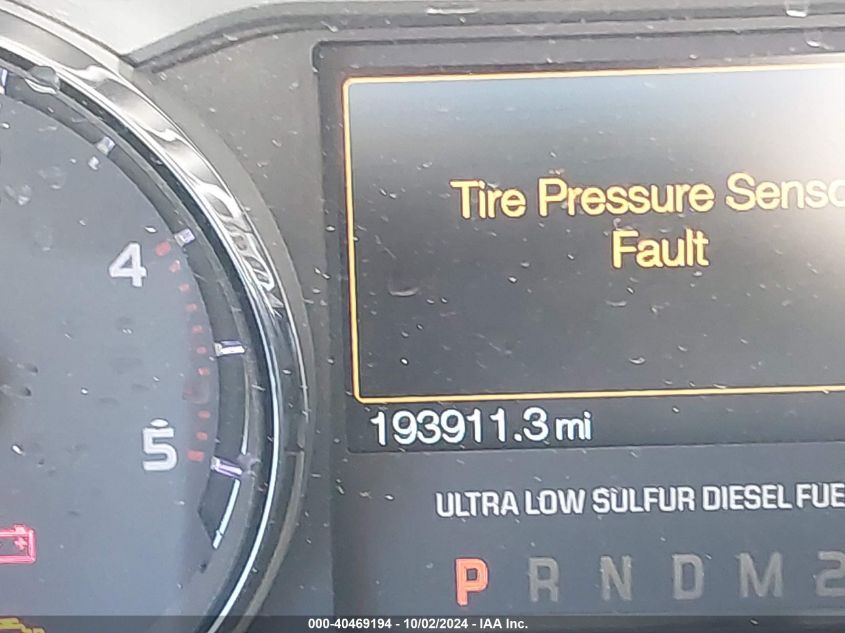 Tire Pressure Senso
Fault
4
193911.3 mi
5
ULTRA LOW SULFUR DIESEL FUE
P R N D M 2
000-40469194 - 10/02/2024 - IAA Inc.